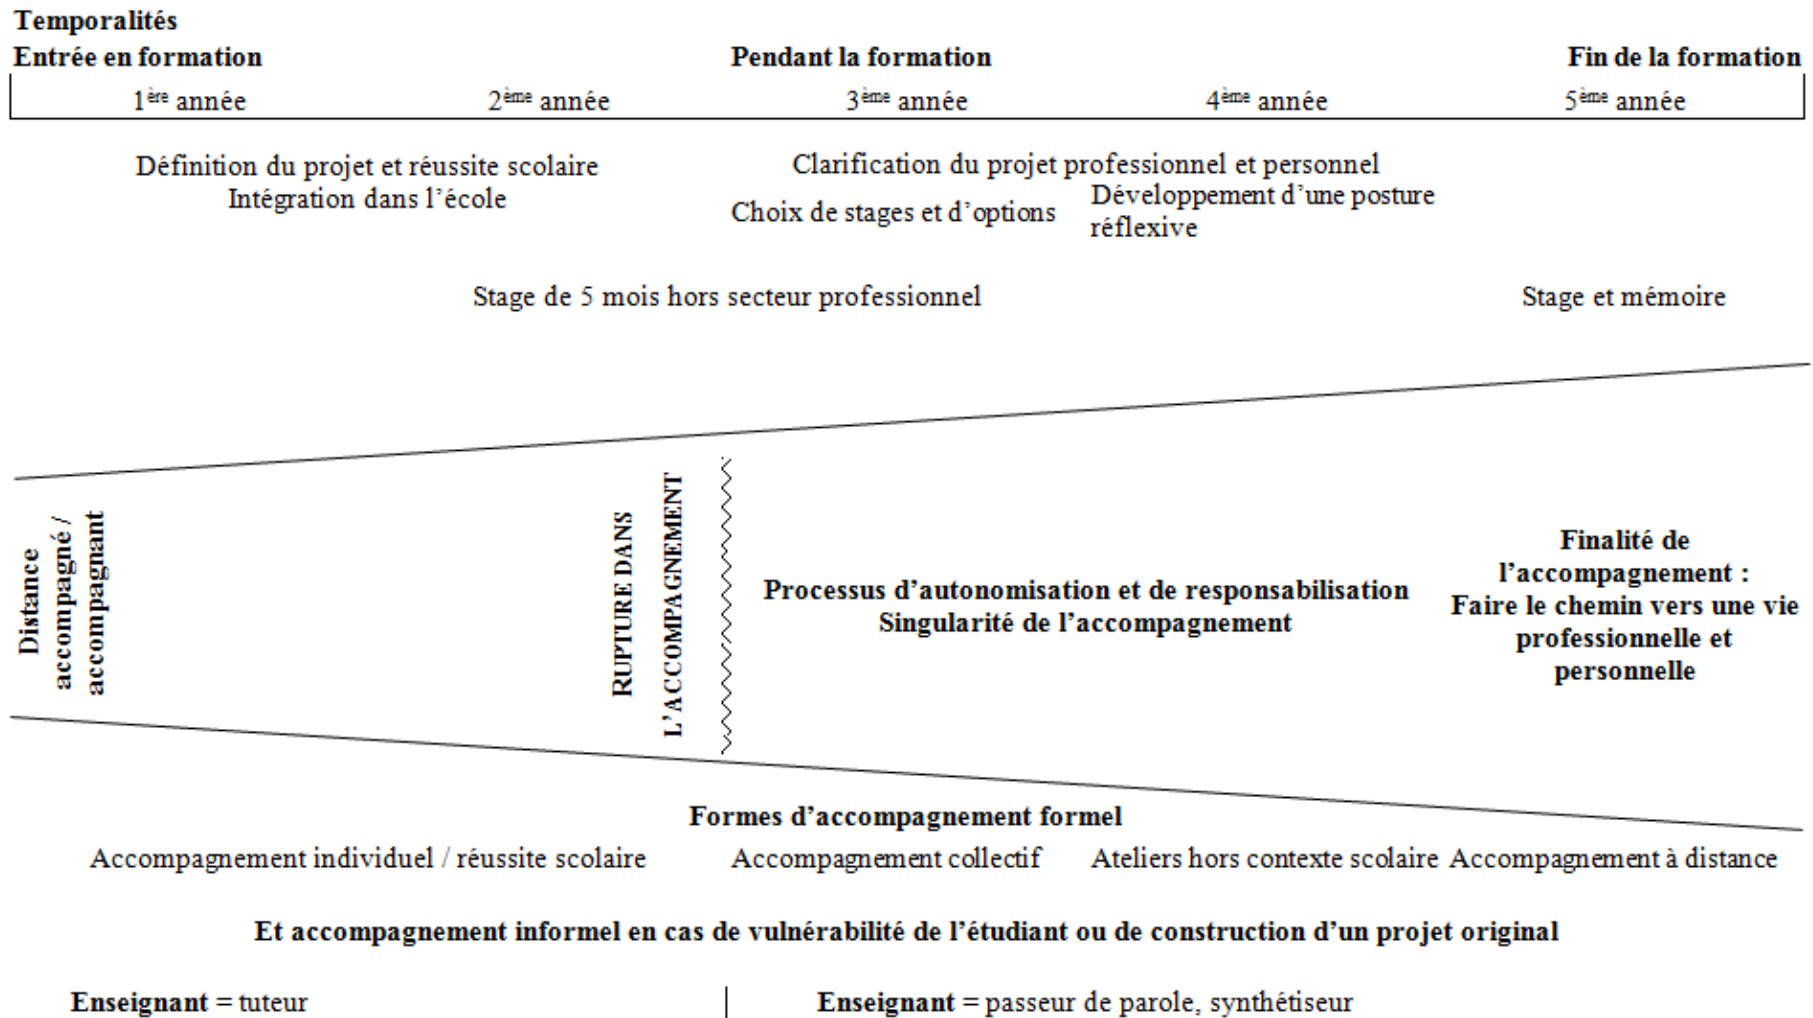 Temporalités
Entrée en formation Pendant la formation Fin de la formation
1ère année 2ème année 3ème année 4ème année 5ème année
Définition du projet et réussite scolaire
Intégration dans l'école
Clarification du projet professionnel et personnel
Choix de stages et d'options
Développement d'une posture
réflexive
Stage de 5 mois hors secteur professionnel
Stage et mémoire
Distance
accompagné /
accompagnant
RUPTURE DANS
L'ACCOMPAGNEMENT
Processus d'autonomisation et de responsabilisation
Singularité de l'accompagnement
Finalité de
l'accompagnement :
Faire le chemin vers une vie
professionnelle et
personnelle
Formes d'accompagnement formel
Accompagnement individuel / réussite scolaire Accompagnement collectif Ateliers hors contexte scolaire Accompagnement à distance
Et accompagnement informel en cas de vulnérabilité de l'étudiant ou de construction d'un projet original
Enseignant = tuteur Enseignant = passeur de parole, synthétiseur